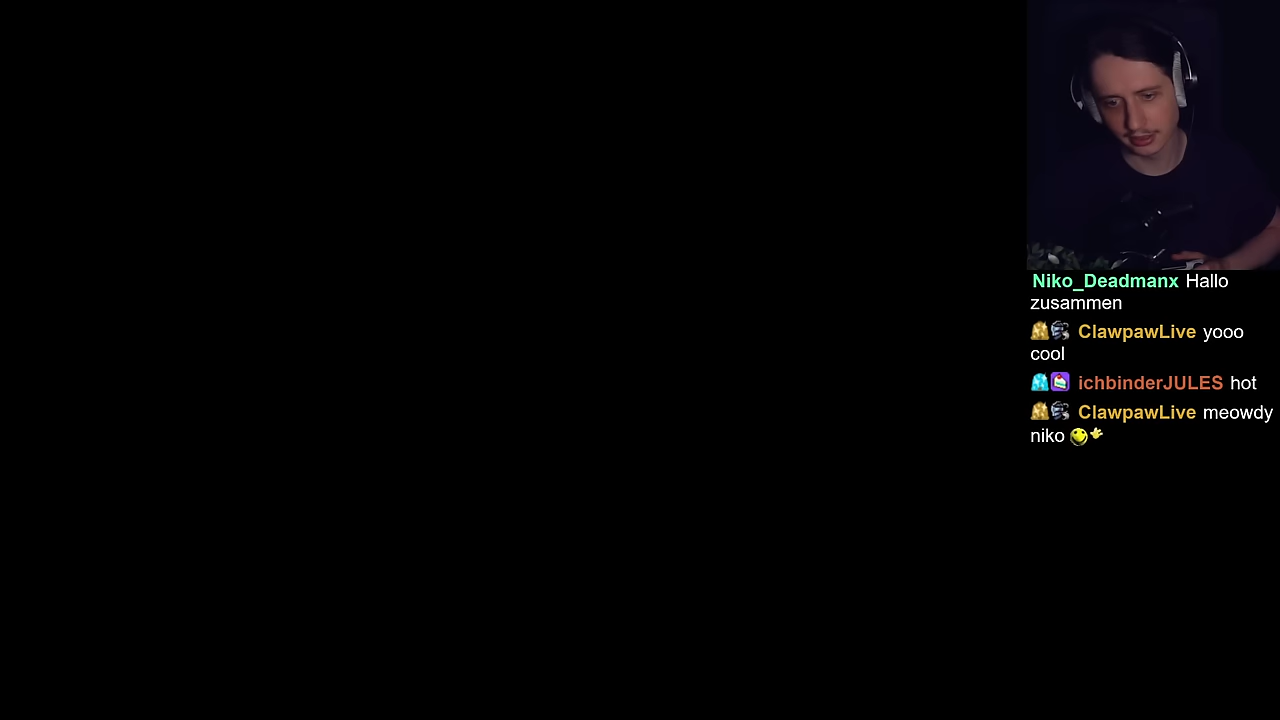 Niko_Deadmanx Hallo
zusammen
ClawpawLive yooo
cool
ichbinderJULES hot
ClawpawLive meowdy
niko